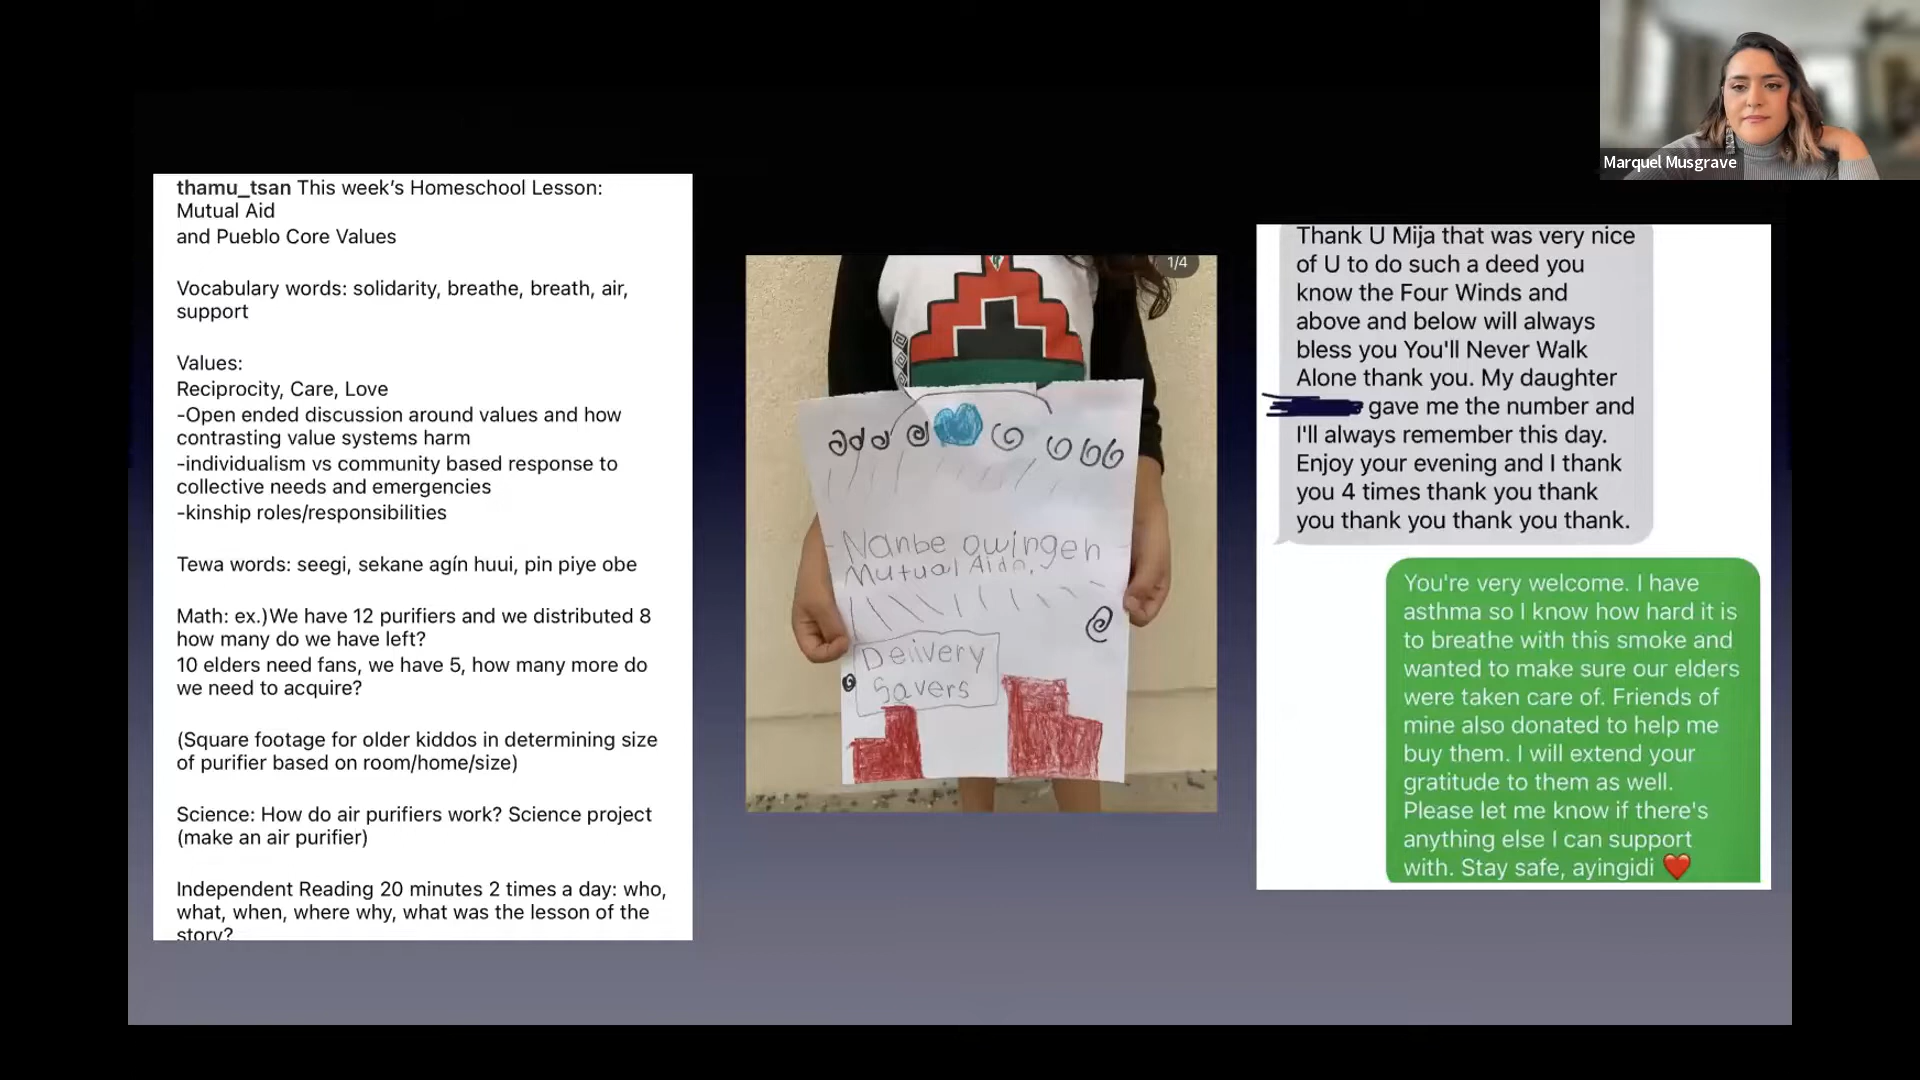 Marquel Musgrave
thamu_tsan This week's Homeschool Lesson:
Mutual Aid
and Pueblo Core Values
Vocabulary words: solidarity, breathe, breath, air,
support
Values:
Reciprocity, Care, Love
-Open ended discussion around values and how
contrasting value systems harm
-individualism vs community based response to
collective needs and emergencies
-kinship roles/responsibilities
Tewa words: seegi, sekane agín huui, pin piye obe
Math: ex.)We have 12 purifiers and we distributed 8
how many do we have left?
10 elders need fans, we have 5, how many more do
we need to acquire?
(Square footage for older kiddos in determining size
of purifier based on room/home/size)
Science: How do air purifiers work? Science project
(make an air purifier)
Independent Reading 20 minutes 2 times a day: who,
what, when, where why, what was the lesson of the
story?
1/4
Nanbe owingeh
Mutual Aid
Delivery
Savers
Thank U Mija that was very nice
of U to do such a deed you
know the Four Winds and
above and below will always
bless you You'll Never Walk
Alone thank you. My daughter
gave me the number and
I'll always remember this day.
Enjoy your evening and I thank
you 4 times thank you thank
you thank you thank you thank.
You're very welcome. I have
asthma so I know how hard it is
to breathe with this smoke and
wanted to make sure our elders
were taken care of. Friends of
mine also donated to help me
buy them. I will extend your
gratitude to them as well.
Please let me know if there's
anything else I can support
with. Stay safe, ayingidi ❤️